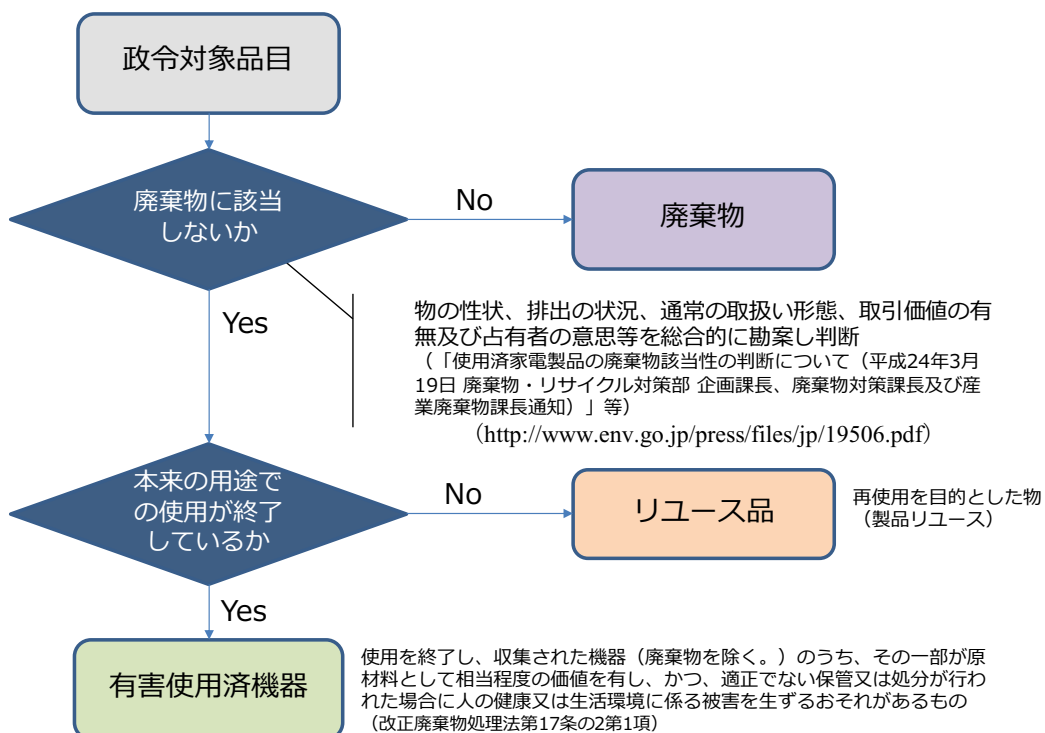 政令対象品目
廃棄物に該当
しないか
No
廃棄物
Yes
物の性状、排出の状況、通常の取扱い形態、取引価値の有
無及び占有者の意思等を総合的に勘案し判断
（「使用済家電製品の廃棄物該当性の判断について（平成24年3月
19日 廃棄物・リサイクル対策部 企画課長、廃棄物対策課長及び産
業廃棄物課長通知）」等）
（http://www.env.go.jp/press/files/jp/19506.pdf）
本来の用途で
の使用が終了
しているか
No
リユース品
再使用を目的とした物
（製品リユース）
Yes
有害使用済機器
使用を終了し、収集された機器（廃棄物を除く。）のうち、その一部が原
材料として相当程度の価値を有し、かつ、適正でない保管又は処分が行わ
れた場合に人の健康又は生活環境に係る被害を生ずるおそれがあるもの
（改正廃棄物処理法第17条の2第1項）